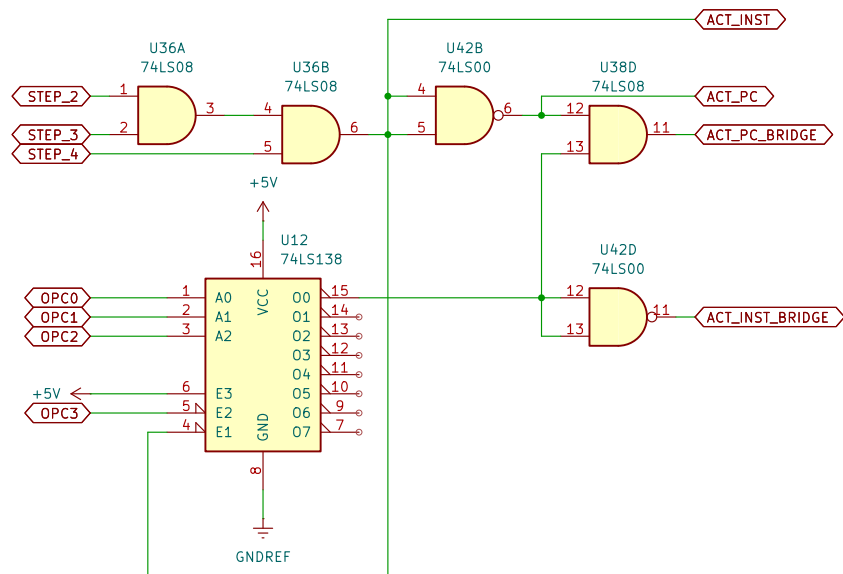 ACT_INST
U36A
74LS08
U36B
74LS08
U42B
74LS00
U38D
74LS08
STEP_2
1
3
4
4
6
12
ACT_PC
STEP_3
2
6
5
11
ACT_PC_BRIDGE
STEP_4
5
13
+5V
U12
74LS138
U42D
74LS00
16
VCC
OPC0
1
A0
O0
15
12
OPC1
2
A1
O1
14
11
ACT_INST_BRIDGE
OPC2
3
A2
O2
13
13
O3
12
O4
11
+5V
6
E3
O5
10
OPC3
5
E2
O6
9
4
E1
O7
7
GND
8
GNDREF